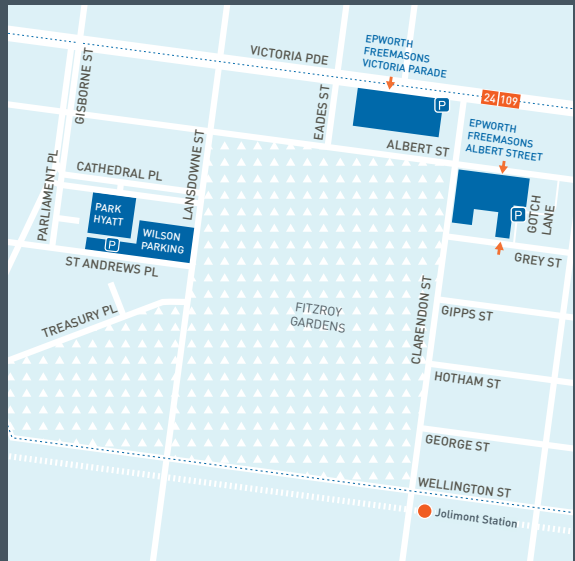 EPWORTH
FREEMASONS
VICTORIA PARADE
VICTORIA PDE
GISBORNE ST
24 109
P
EADES ST
EPWORTH
FREEMASONS
ALBERT STREET
ALBERT ST
LANSDOWNE ST
CATHEDRAL PL
PARLIAMENT PL
PARK
HYATT
WILSON
PARKING
P
P
GOTCH
LANE
ST ANDREWS PL
GREY ST
TREASURY PL
FITZROY
GARDENS
CLARENDON ST
GIPPS ST
HOTHAM ST
GEORGE ST
WELLINGTON ST
Jolimont Station